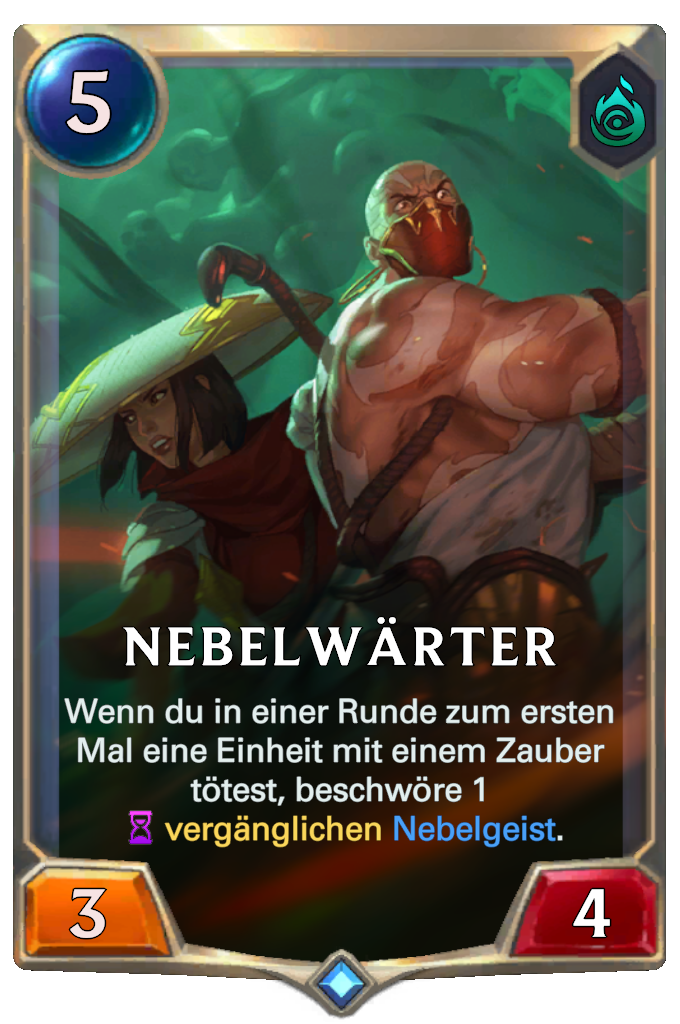 5
NEBELWÄRTER
Wenn du in einer Runde zum ersten
Mal eine Einheit mit einem Zauber
tötest, beschwöre 1
vergänglichen Nebelgeist.
3
4